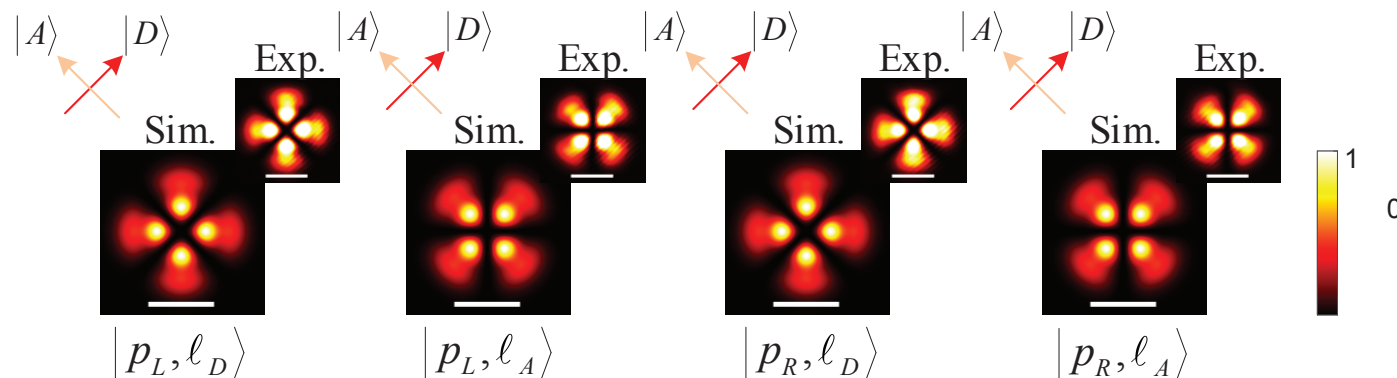 |A⟩ |D⟩ |A⟩ |D⟩ |A⟩ |D⟩ |A⟩ |D⟩
Exp. Exp. Exp. Exp.
Sim. Sim. Sim. Sim.
1
0
|p_L, ℓ_D⟩ |p_L, ℓ_A⟩ |p_R, ℓ_D⟩ |p_R, ℓ_A⟩